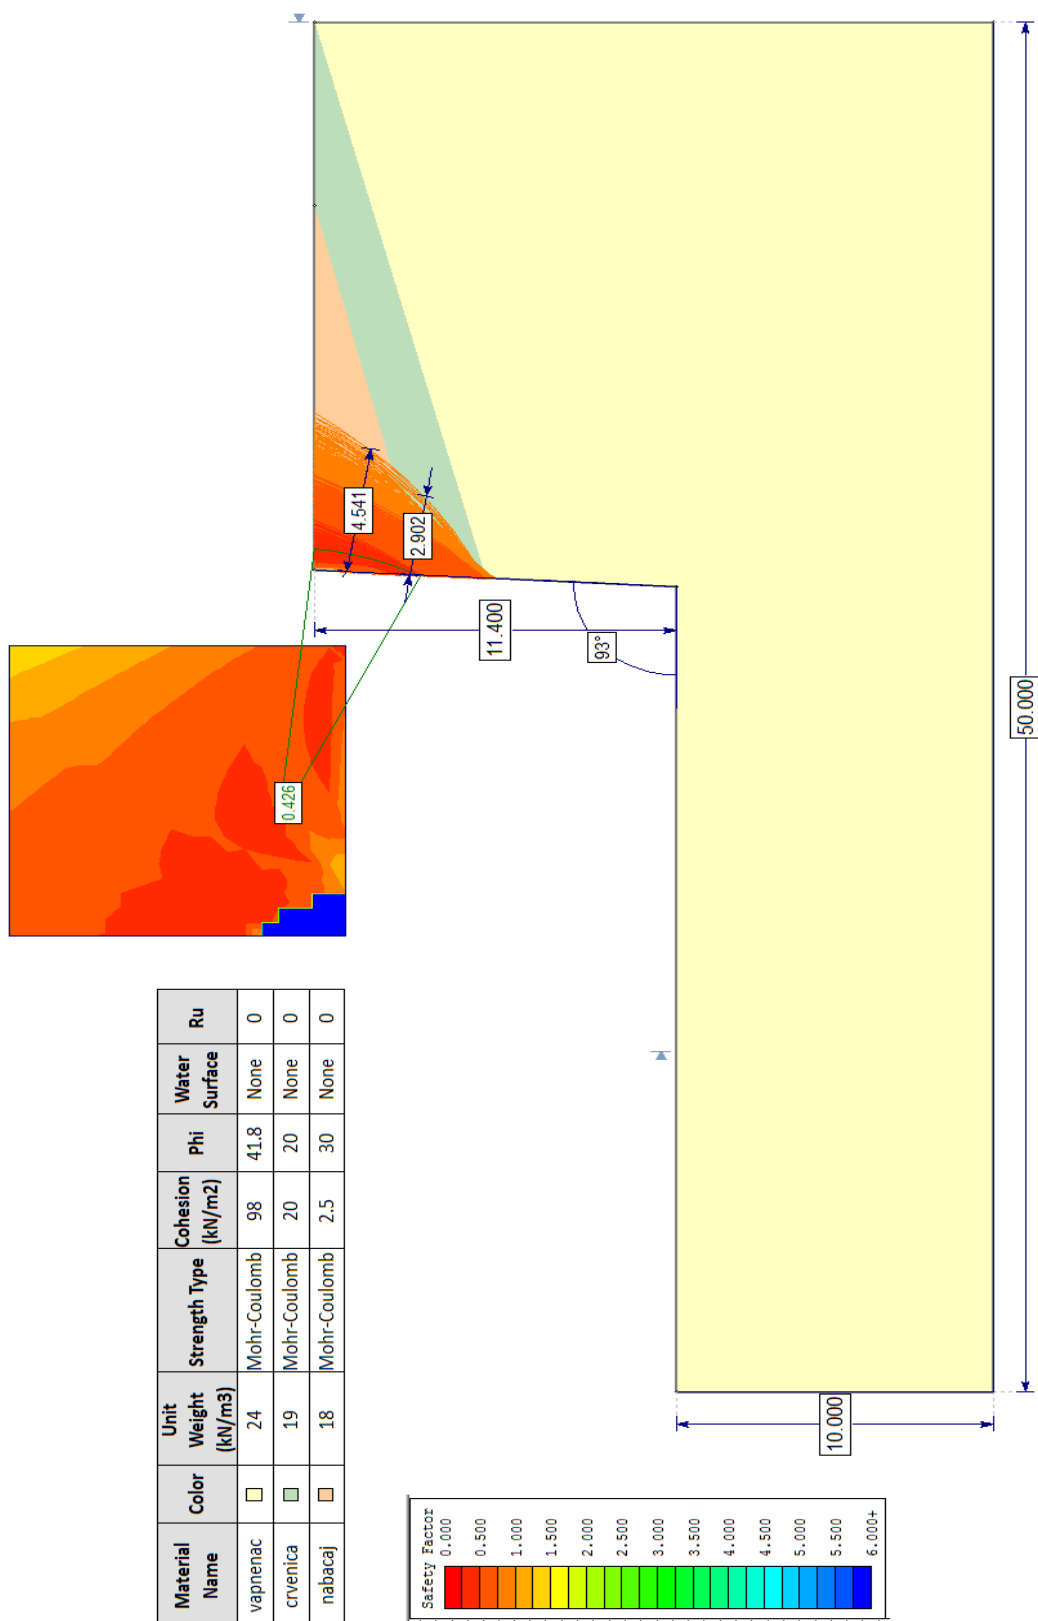 Material Name
Color
Unit Weight (kN/m3)
Strength Type
Cohesion (kN/m2)
Phi
Water Surface
Ru
vapnenac
24
Mohr-Coulomb
98
41.8
None
0
crvenica
19
Mohr-Coulomb
20
20
None
0
nabacaj
18
Mohr-Coulomb
2.5
30
None
0
Safety Factor
0.000
0.500
1.000
1.500
2.000
2.500
3.000
3.500
4.000
4.500
5.000
5.500
6.000+
0.426
4.541
2.902
11.400
93°
10.000
50.000